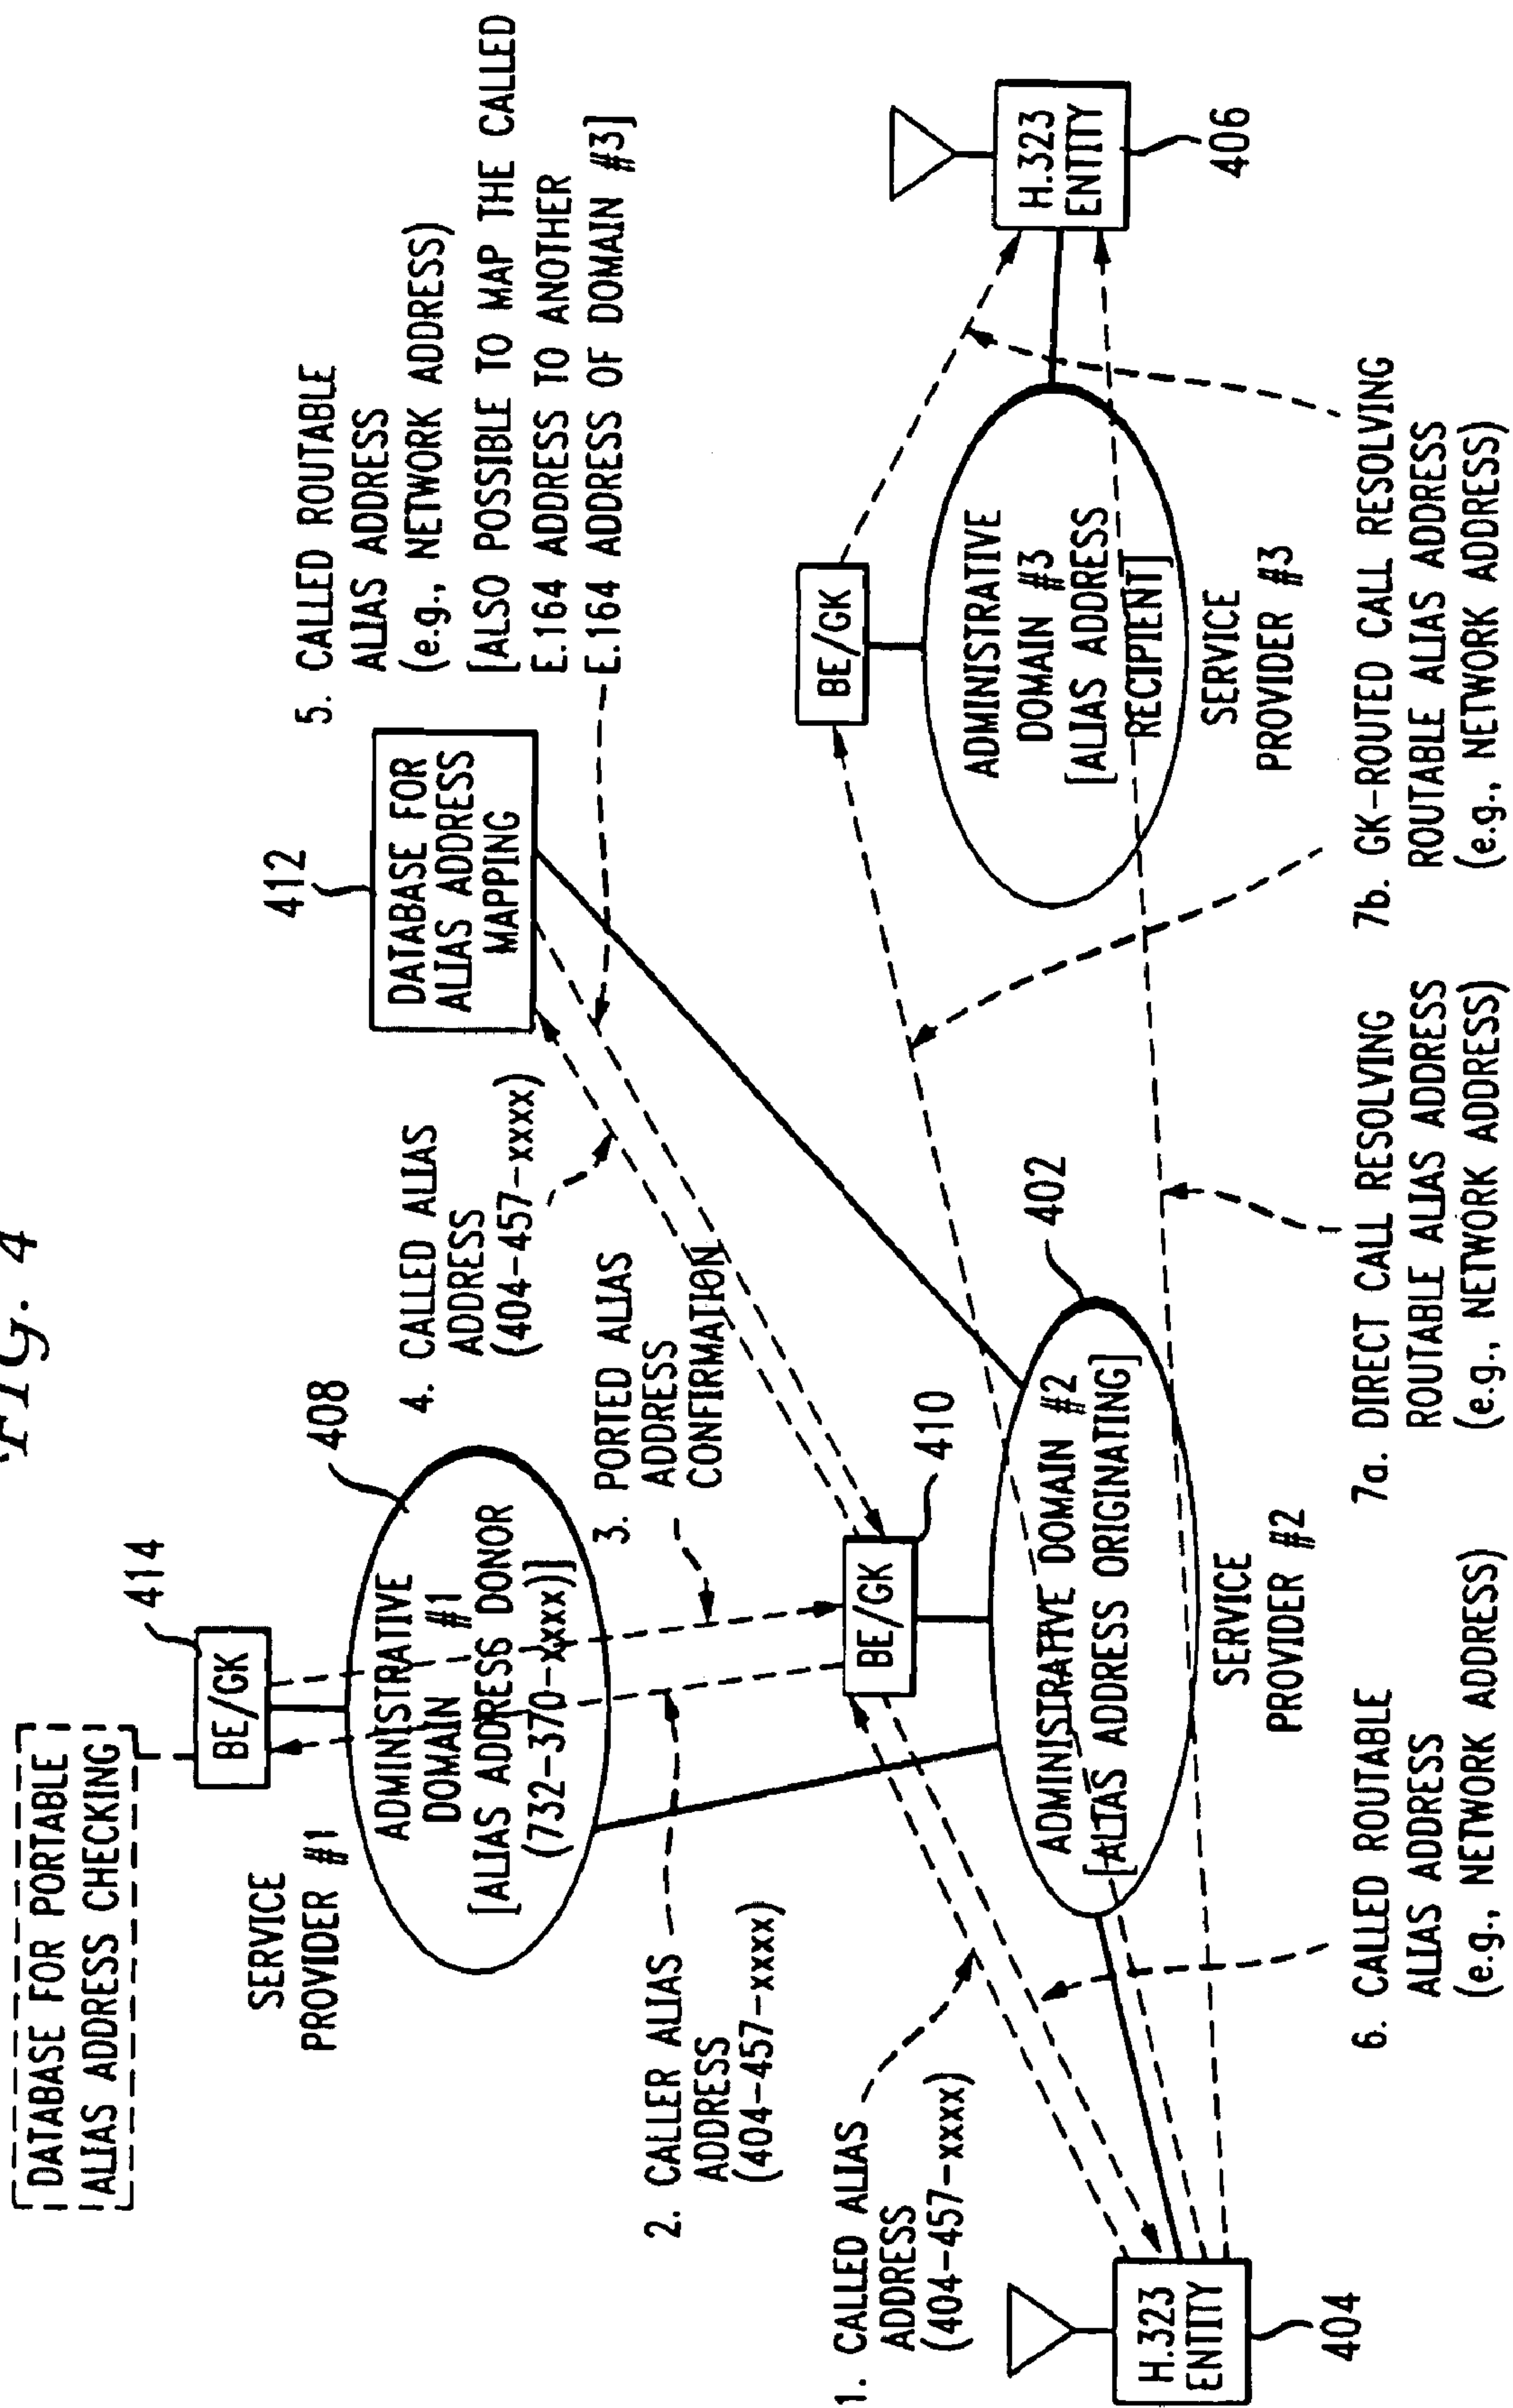 FIG. 4
DATABASE FOR PORTABLE
ALIAS ADDRESS CHECKING
414
BE/GK
SERVICE
PROVIDER #1
408
ADMINISTRATIVE
DOMAIN #1
[ALIAS ADDRESS DONOR
(732-370-xxxx)]
412
DATABASE FOR
ALIAS ADDRESS
MAPPING
5. CALLED ROUTABLE
ALIAS ADDRESS
(e.g., NETWORK ADDRESS)
[ALSO POSSIBLE TO MAP THE CALLED
E.164 ADDRESS TO ANOTHER
E.164 ADDRESS OF DOMAIN #3]
2. CALLER ALIAS
ADDRESS
(404-457-xxxx)
3. PORTED ALIAS
ADDRESS
CONFIRMATION
4. CALLED ALIAS
ADDRESS
(404-457-xxxx)
1. CALLED ALIAS
ADDRESS
(404-457-xxxx)
BE/GK
410
BE/GK
H.323
ENTITY
404
ADMINISTRATIVE DOMAIN #2
[ALIAS ADDRESS ORIGINATING]
402
SERVICE
PROVIDER #2
ADMINISTRATIVE
DOMAIN #3
[ALIAS ADDRESS
RECIPIENT]
SERVICE
PROVIDER #3
H.323
ENTITY
406
6. CALLED ROUTABLE
ALIAS ADDRESS
(e.g., NETWORK ADDRESS)
7a. DIRECT CALL RESOLVING
ROUTABLE ALIAS ADDRESS
(e.g., NETWORK ADDRESS)
7b. GK-ROUTED CALL RESOLVING
ROUTABLE ALIAS ADDRESS
(e.g., NETWORK ADDRESS)